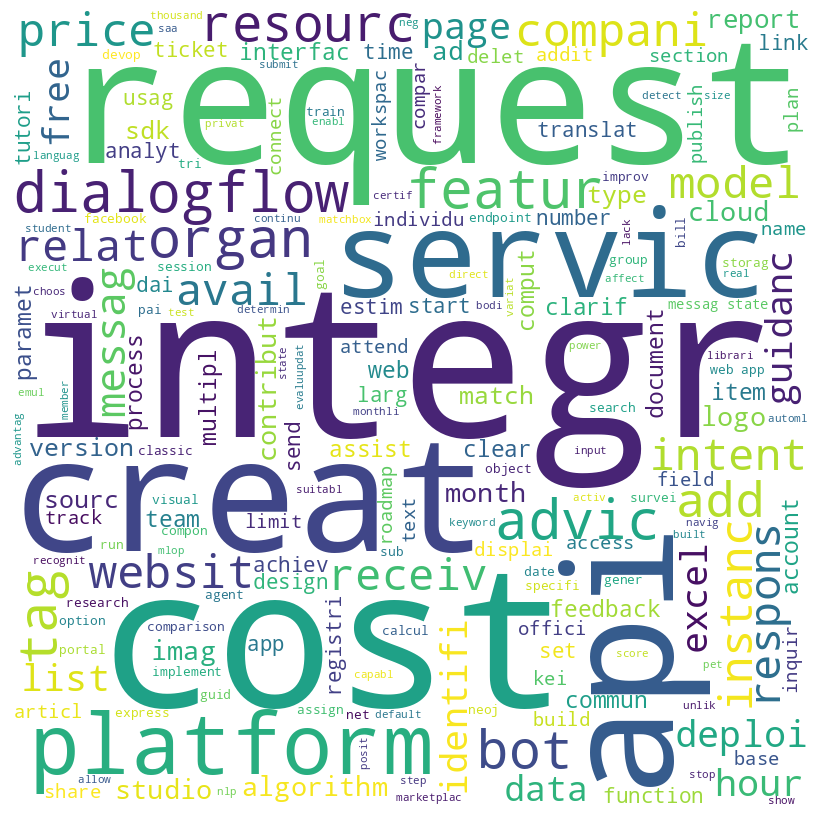 thousand
saa
neg
price
resourc
page
compani
report
devop
ticket
interfac
time
ad
delet
addit
section
link
submit
request
tutori
free
usag
sdk
analyt
connect
train
enabl
privat
tri
languag
workspac
compar
framework
translat
publish
detect
size
plan
dialogflow
certif
featur
type
improv
model
cloud
name
facebook
continu
matchbox
individu
endpoint
number
lack
bill
student
relat
organ
servic
group
storag
affect
real
execut
session
dai
avail
goal
direct
comput
messag state
choos
virtual
pai
test
determin
estim
start
bodi
variat
clarif
guidanc
paramet
messag
integr
process
multipl
contribut
state
evaluupdat
attend
web
power
librari
web app
document
item
emul
member
larg
match
search
automl
monthli
logo
advantag
version
classic
send
assist
clear
input
intent
creat
roadmap
text
object
field
sourc
visual
suitabl
month
activ
survei
add
track
team
limit
keyword
advic
navig
built
recognit
run
compon
mlop
sub
displai
access
websit
achiev
design
receiv
date
gener
specifi
excel
instanc
respons
account
tag
research
agent
feedback
option
comparison
registri
cost
api
calcul
app
offici
inquir
portal
imag
implement
set
score
pet
unlik
list
capabl
kei
guid
commun
articl
express
assign
net
default
neoj
identifi
build
platform
posit
bot
deploi
base
allow
step
stop
show
share
studio
nlp
algorithm
marketplac
data
function
hour